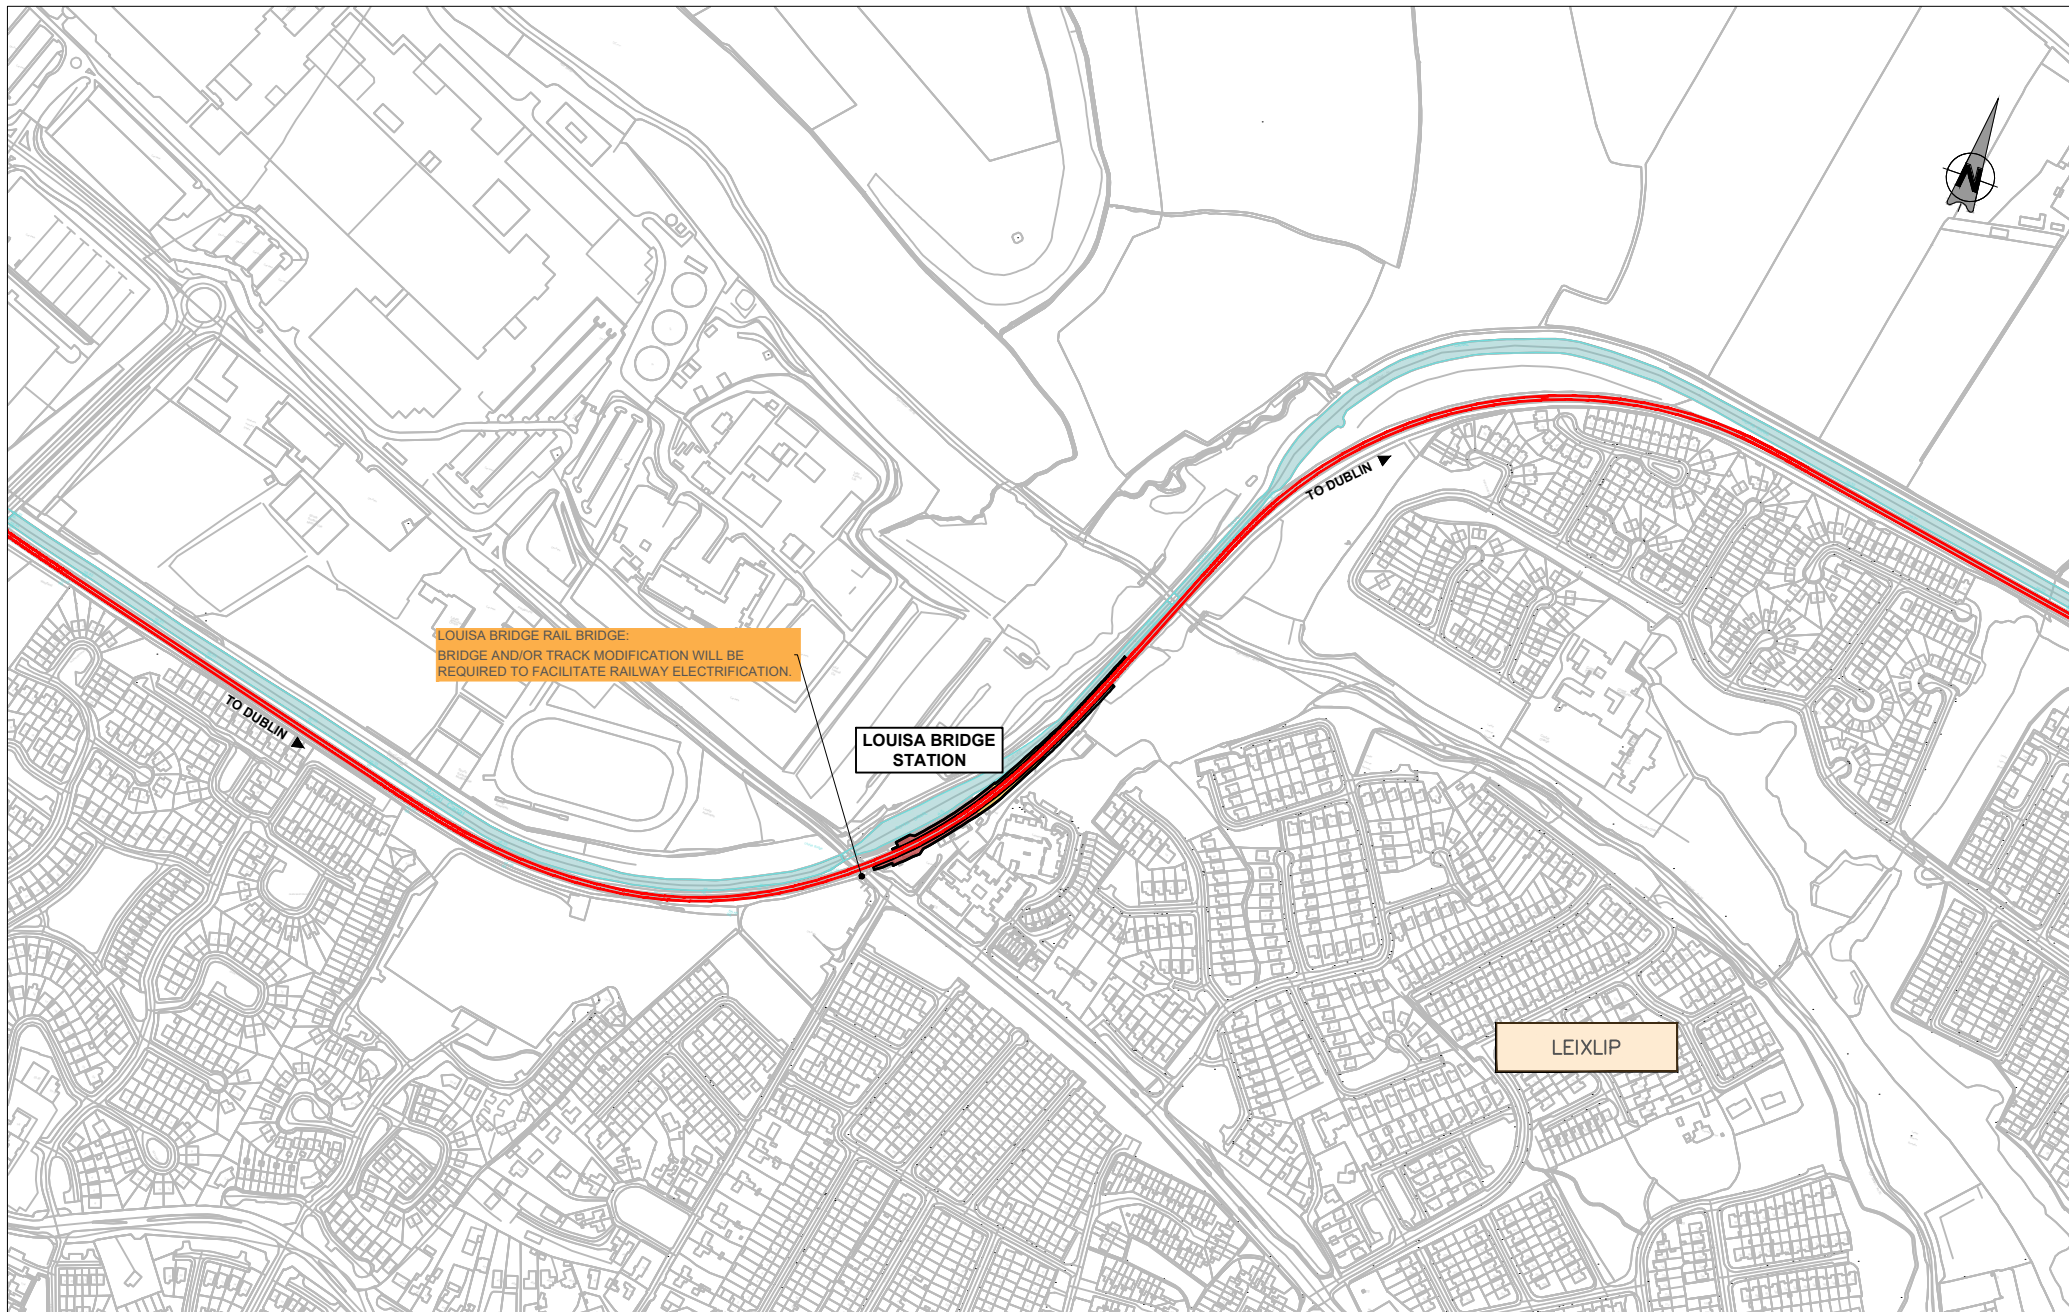 N
TO DUBLIN
LOUISA BRIDGE RAIL BRIDGE:
BRIDGE AND/OR TRACK MODIFICATION WILL BE
REQUIRED TO FACILITATE RAILWAY ELECTRIFICATION.
TO DUBLIN
LOUISA BRIDGE
STATION
LEIXLIP